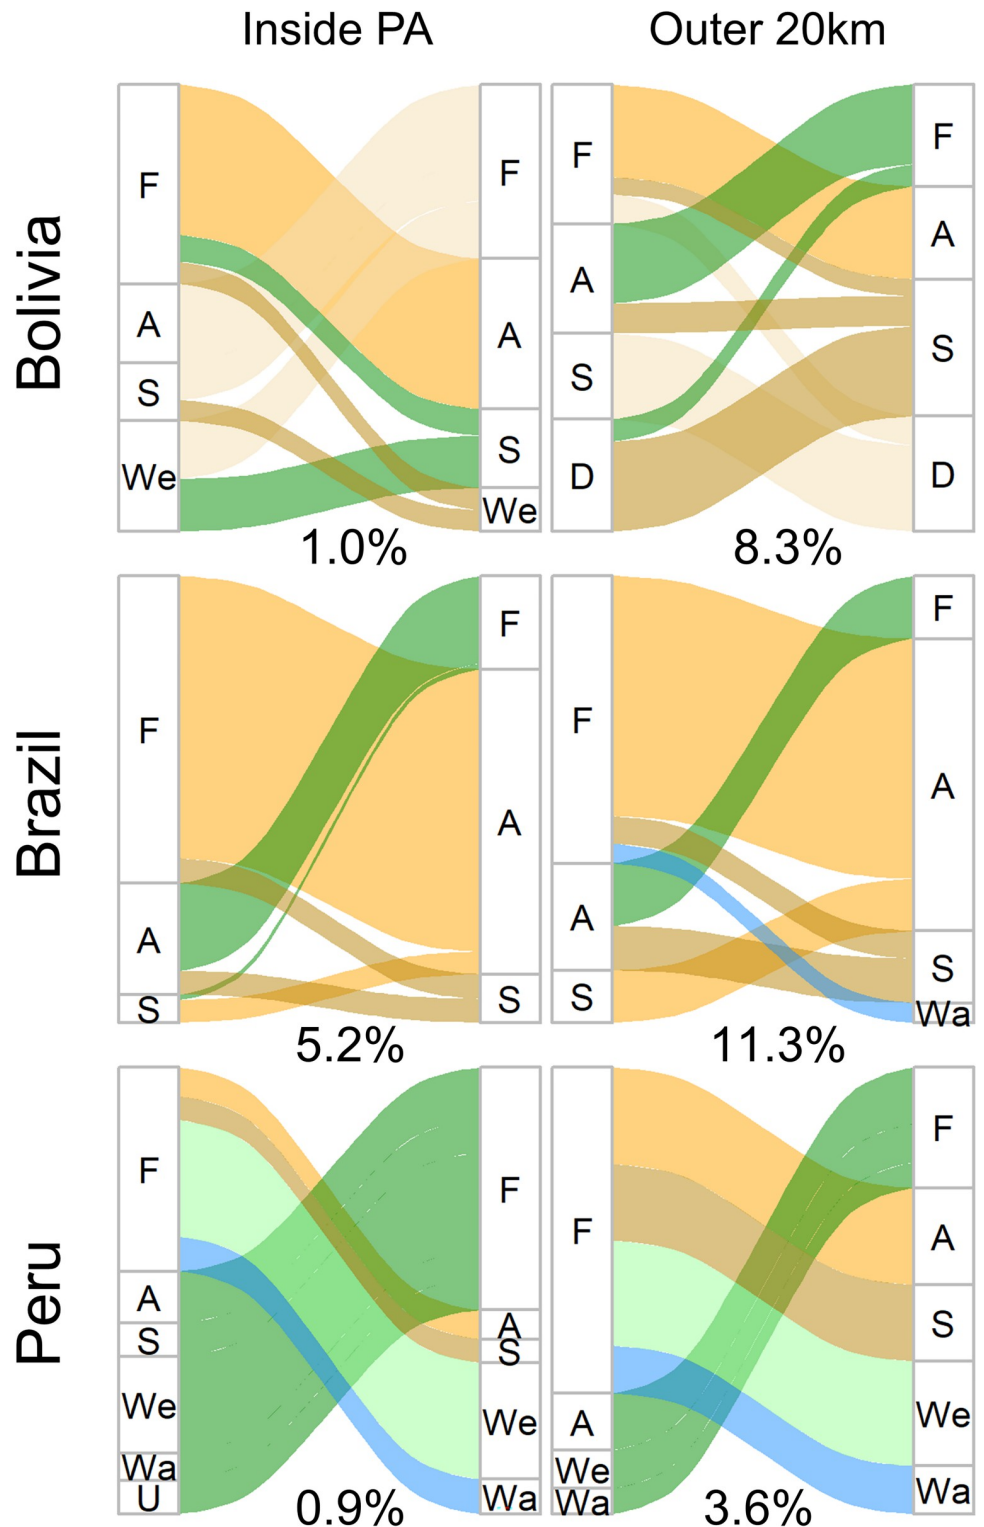 Inside PA
Outer 20km
Bolivia
F
A
S
We
F
A
S
We
1.0%
F
A
S
D
F
A
S
D
8.3%
Brazil
F
A
S
F
A
S
5.2%
F
A
S
F
A
S
Wa
11.3%
Peru
F
A
S
We
Wa
U
F
A
S
We
Wa
0.9%
F
A
We
Wa
F
A
S
We
Wa
3.6%